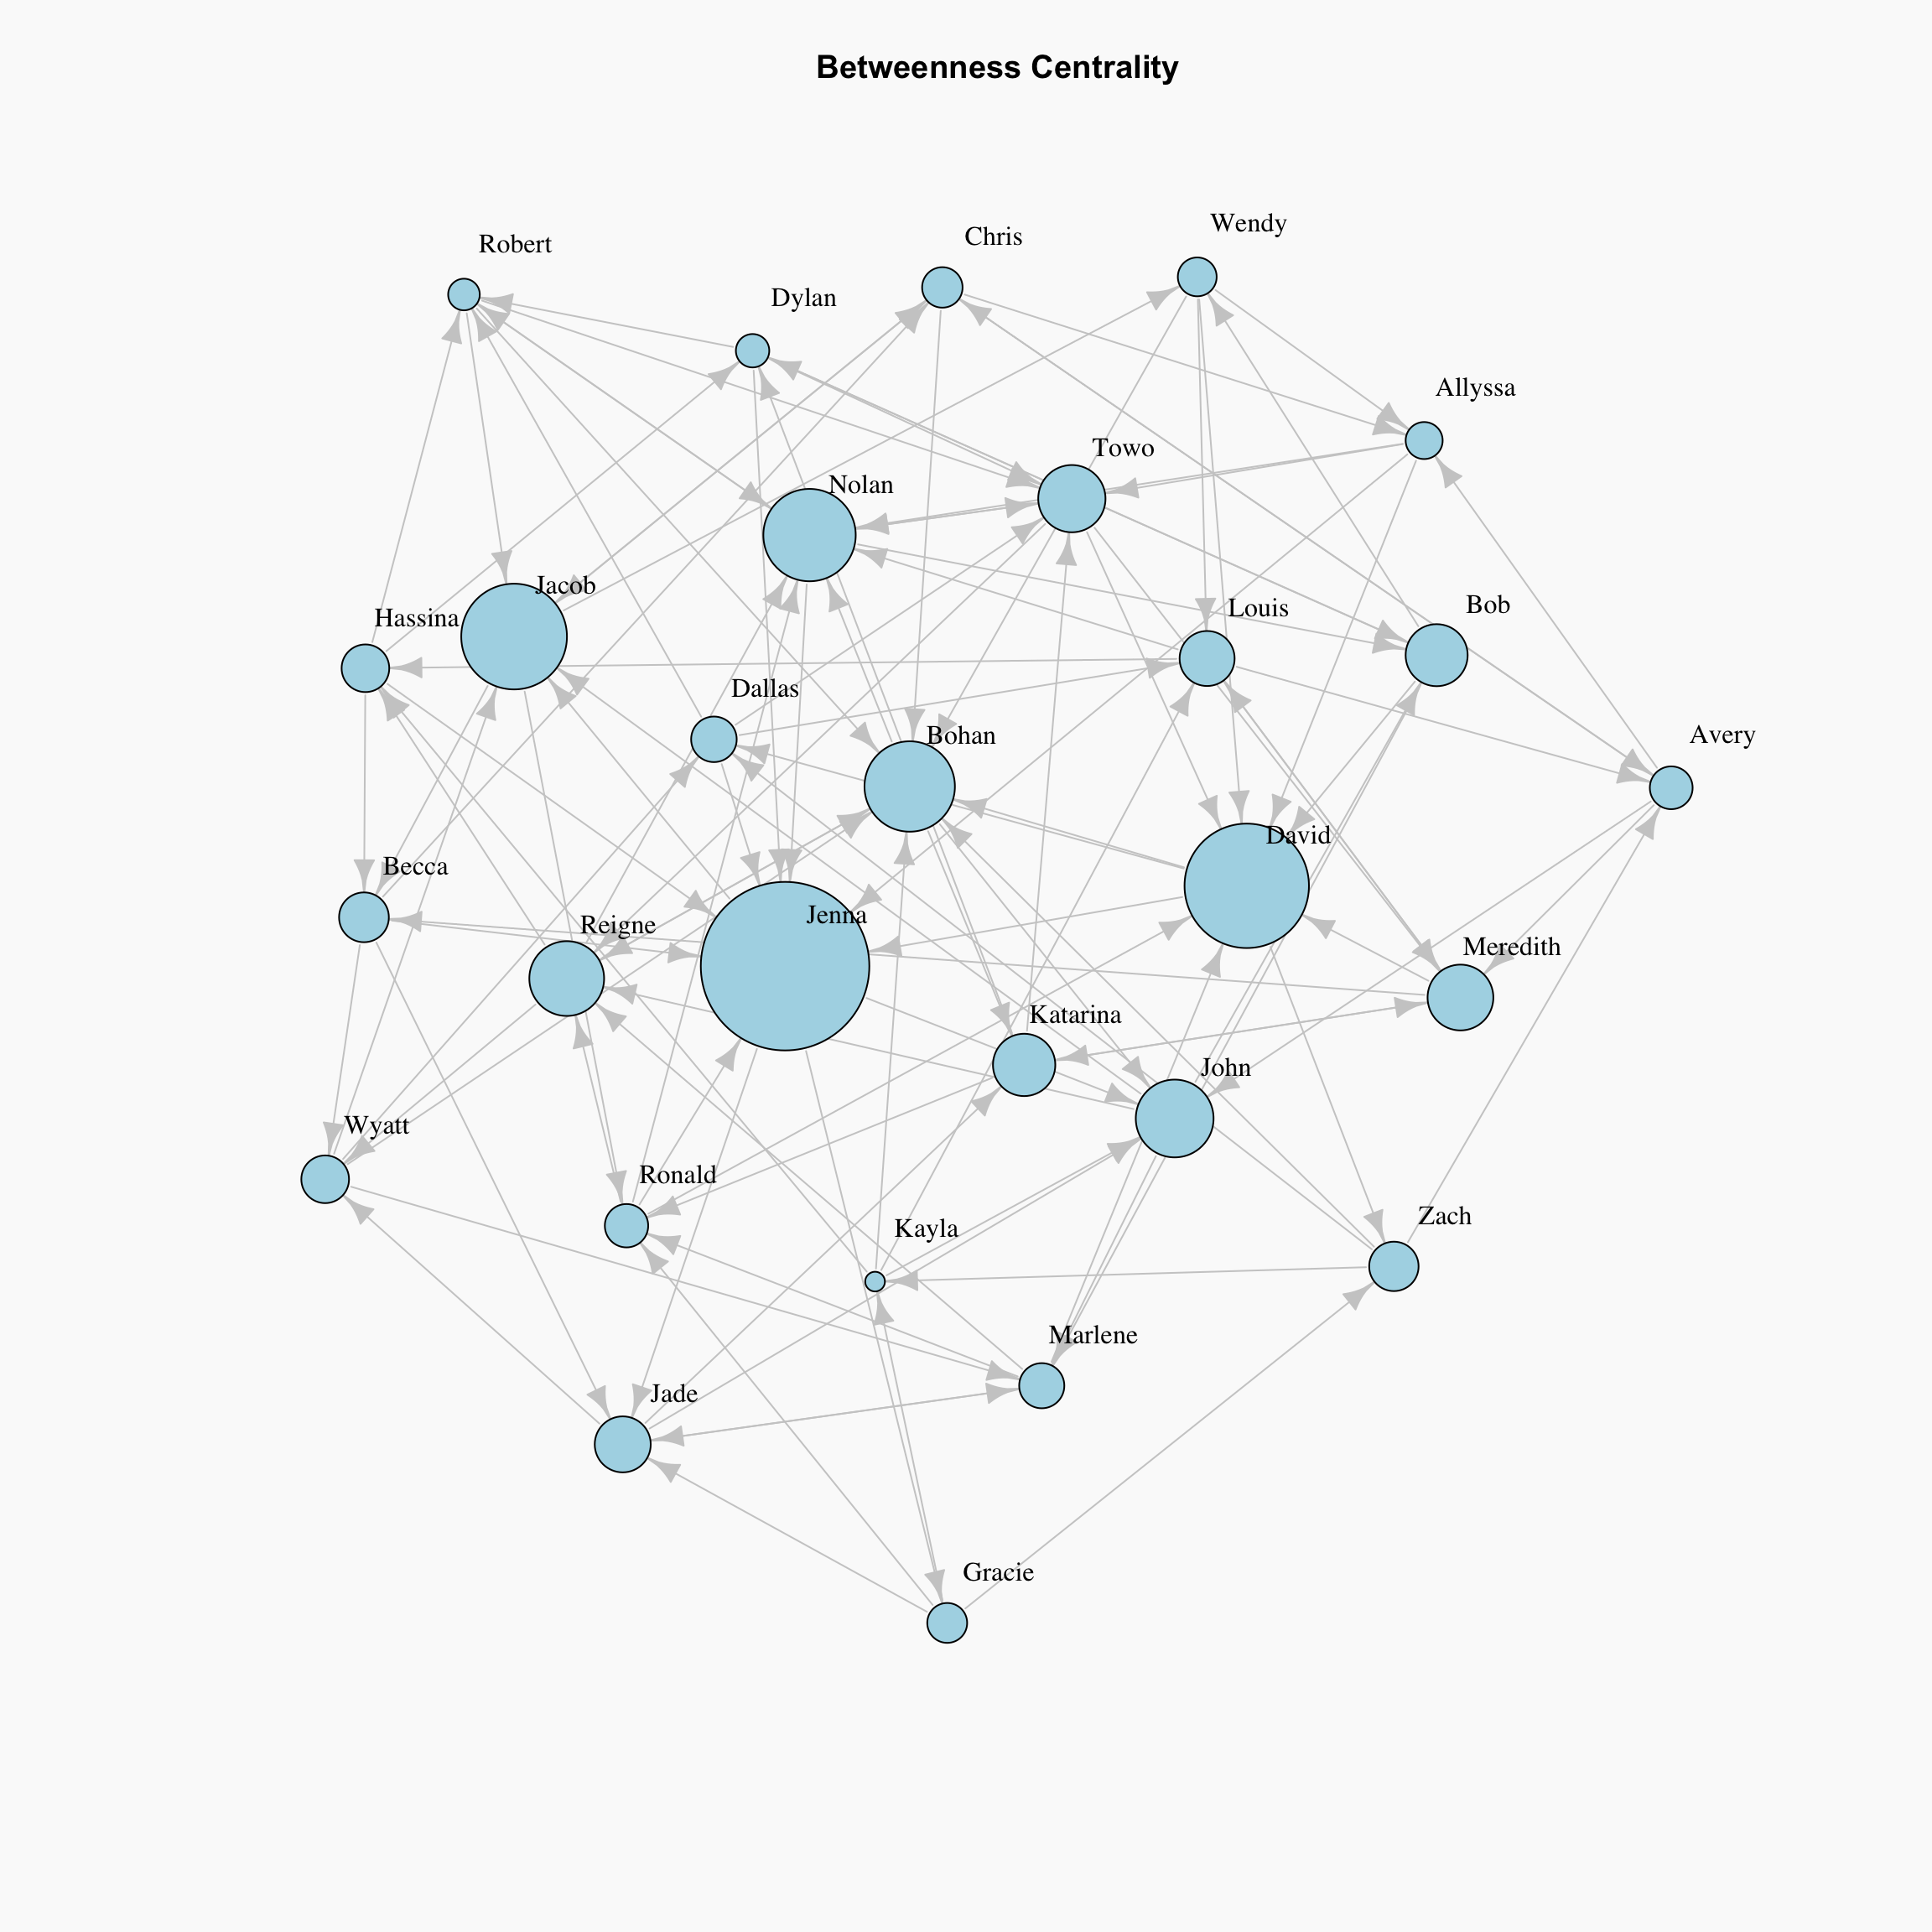 Betweenness Centrality
Wendy
Chris
Robert
Dylan
Allyssa
Towo
Nolan
Jacob
Bob
Louis
Hassina
Dallas
Avery
Bohan
David
Becca
Jenna
Reigne
Meredith
Katarina
John
Wyatt
Ronald
Zach
Kayla
Marlene
Jade
Gracie